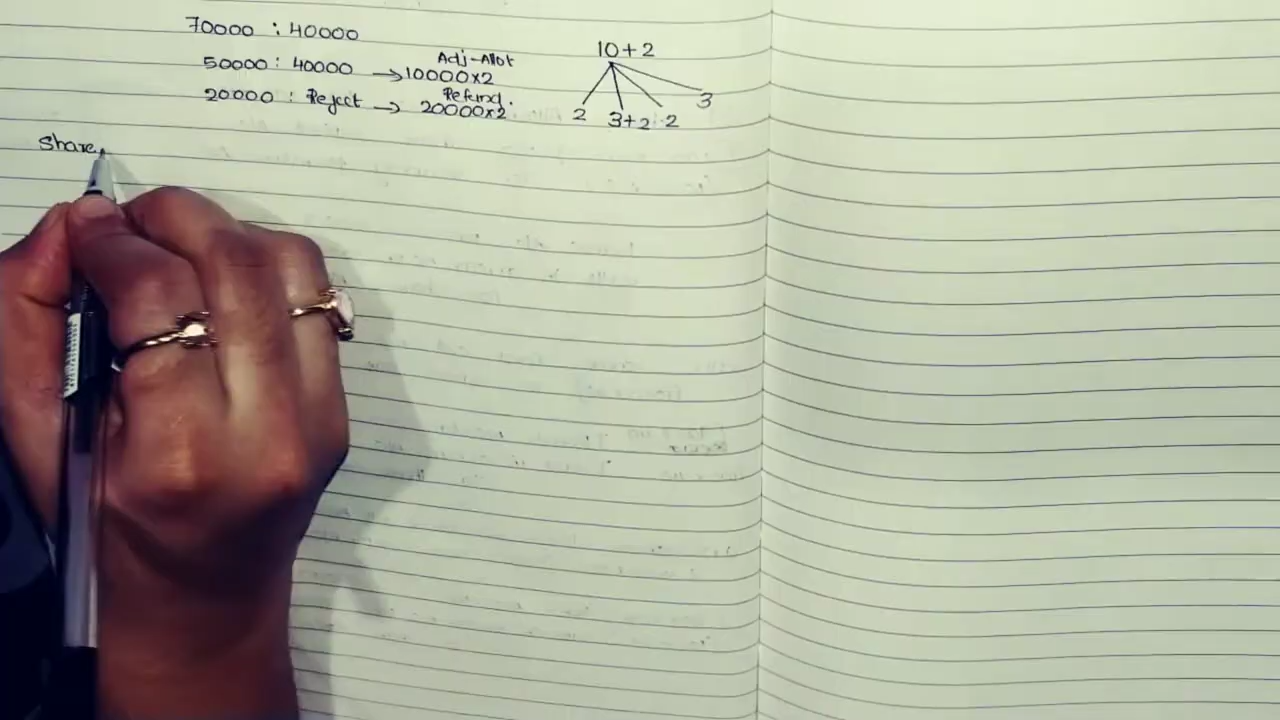 70000 : 40000
50000 : 40000 → 10000x2 Adj-Allot
20000 : Reject → 20000x2 Refund.
10+2
2 3+2 2 3
Share